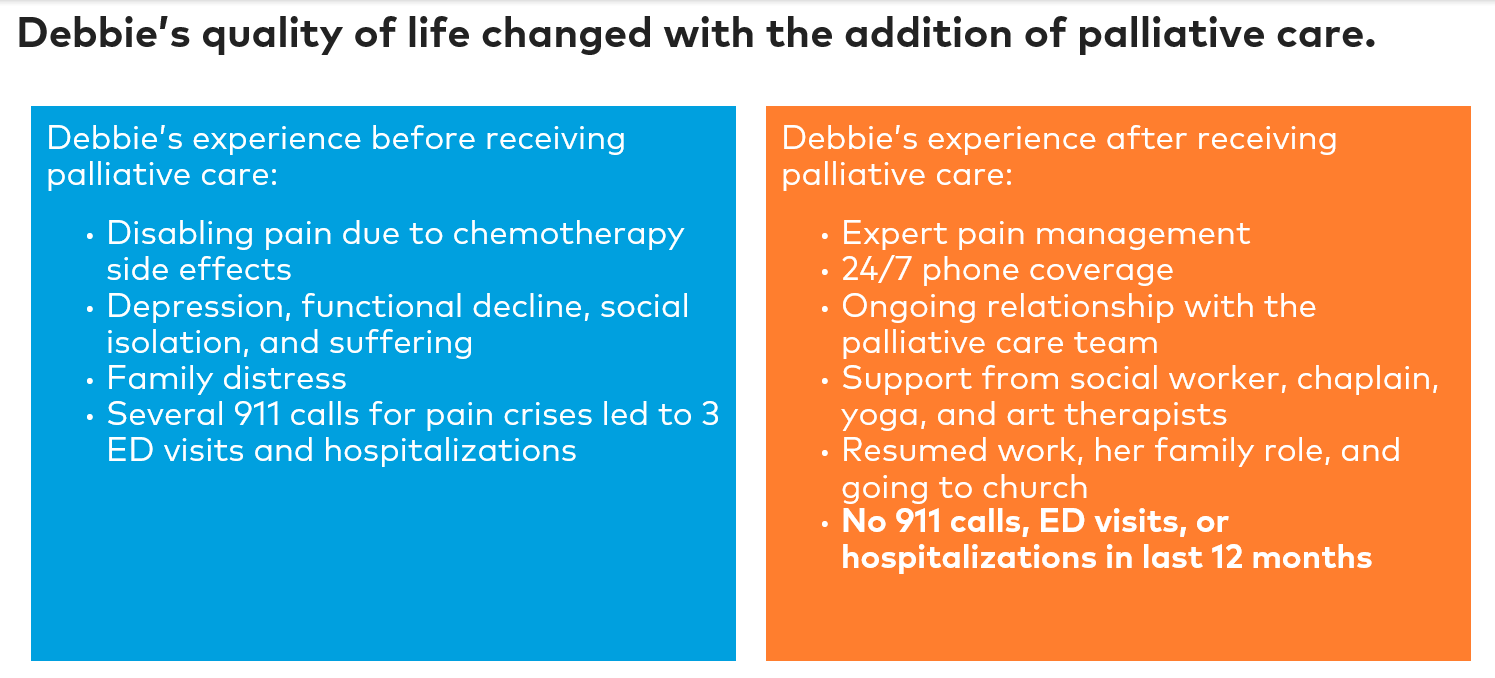 Debbie’s quality of life changed with the addition of palliative care.
Debbie’s experience before receiving
palliative care:
• Disabling pain due to chemotherapy
side effects
• Depression, functional decline, social
isolation, and suffering
• Family distress
• Several 911 calls for pain crises led to 3
ED visits and hospitalizations
Debbie’s experience after receiving
palliative care:
• Expert pain management
• 24/7 phone coverage
• Ongoing relationship with the
palliative care team
• Support from social worker, chaplain,
yoga, and art therapists
• Resumed work, her family role, and
going to church
• No 911 calls, ED visits, or
hospitalizations in last 12 months